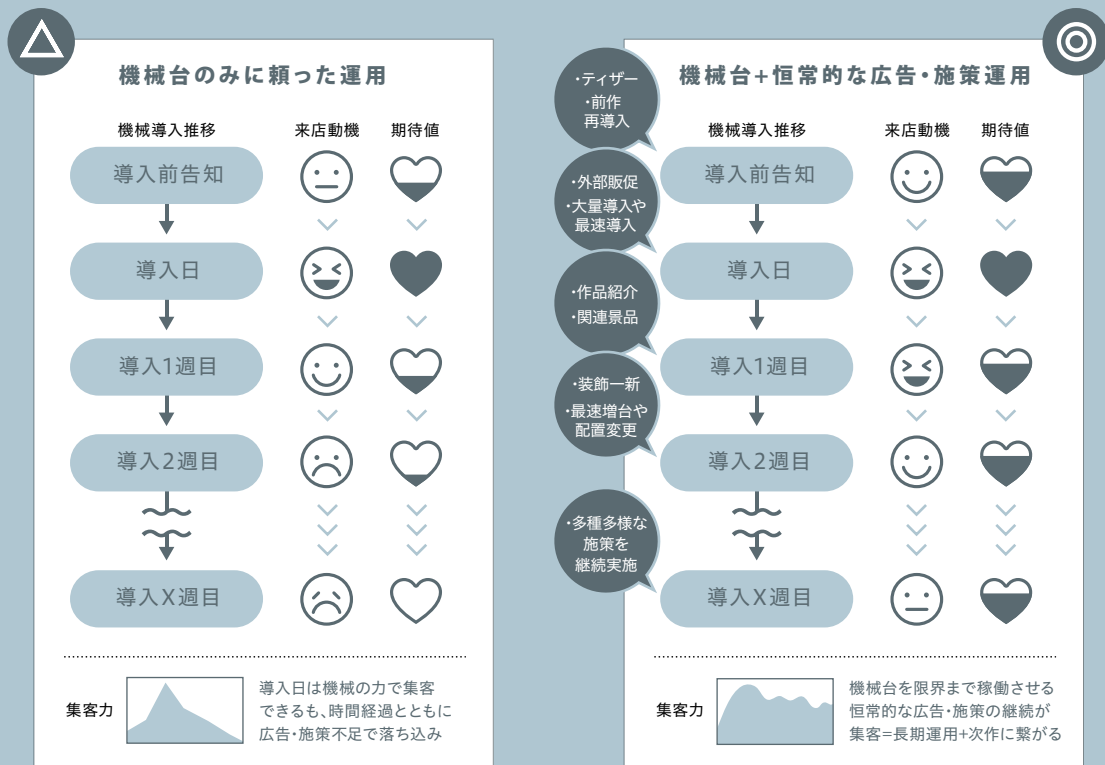 機械台のみに頼った運用
機械導入推移 来店動機 期待値
導入前告知
導入日
導入1週目
導入2週目
導入X週目
集客力
導入日は機械の力で集客
できるも、時間経過とともに
広告・施策不足で落ち込み
機械台+恒常的な広告・施策運用
・ティザー
・前作
再導入
・外部販促
・大量導入や
最速導入
・作品紹介
・関連景品
・装飾一新
・最速増台や
配置変更
・多種多様な
施策を
継続実施
機械導入推移 来店動機 期待値
導入前告知
導入日
導入1週目
導入2週目
導入X週目
集客力
機械台を限界まで稼働させる
恒常的な広告・施策の継続が
集客=長期運用+次作に繋がる